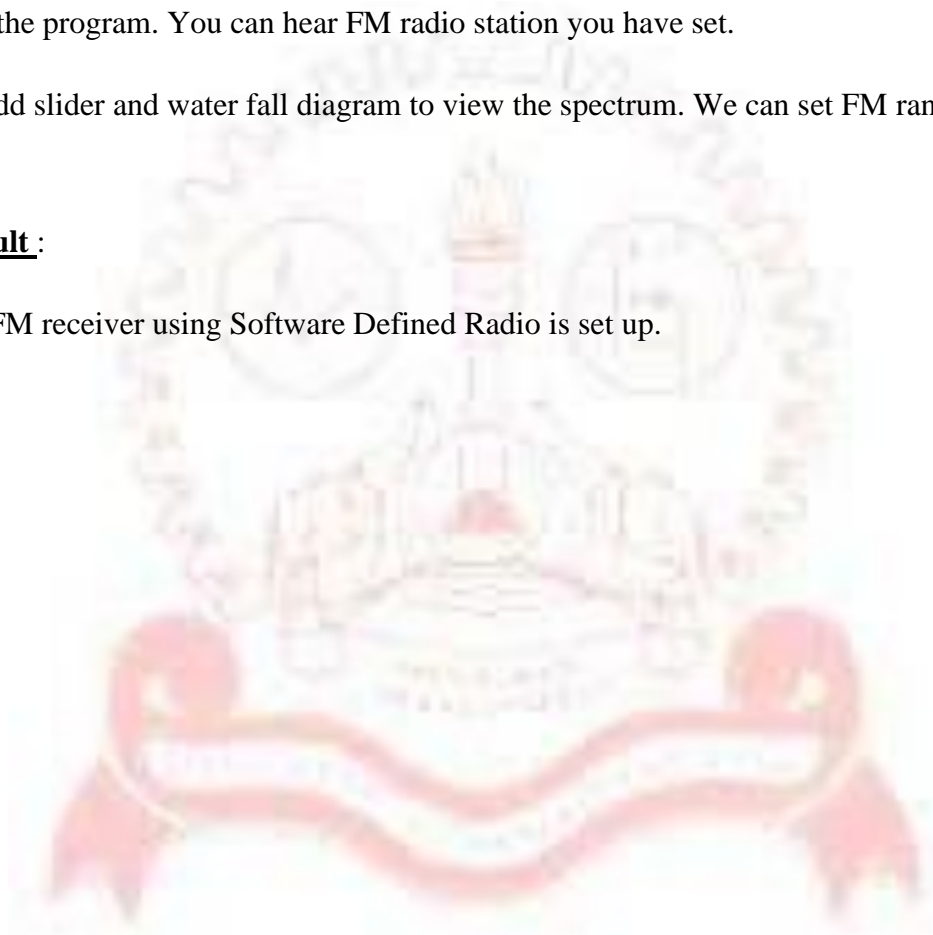 the program. You can hear FM radio station you have set.
dd slider and water fall diagram to view the spectrum. We can set FM ran
ult :
FM receiver using Software Defined Radio is set up.